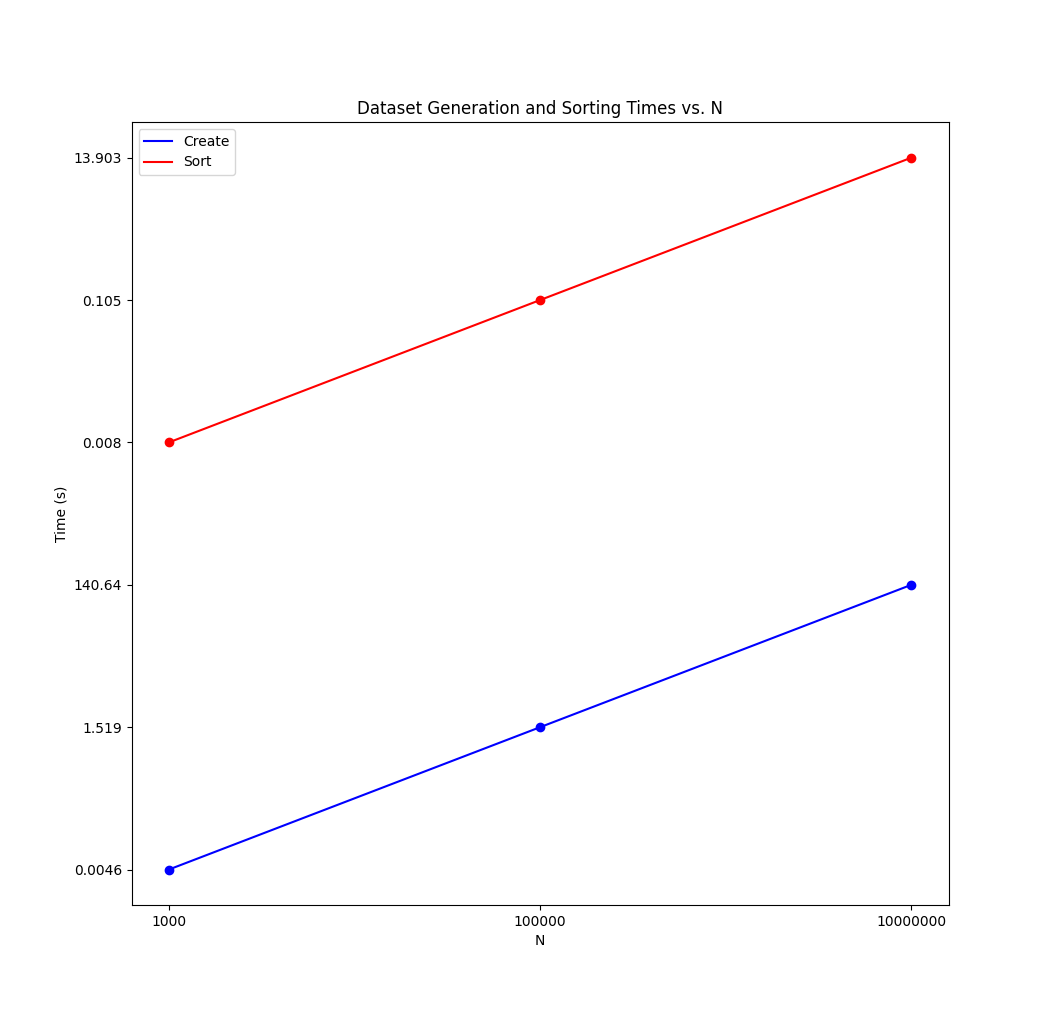 Dataset Generation and Sorting Times vs. N
Create
Sort
13.903
0.105
0.008
140.64
1.519
0.0046
Time (s)
1000
100000
10000000
N